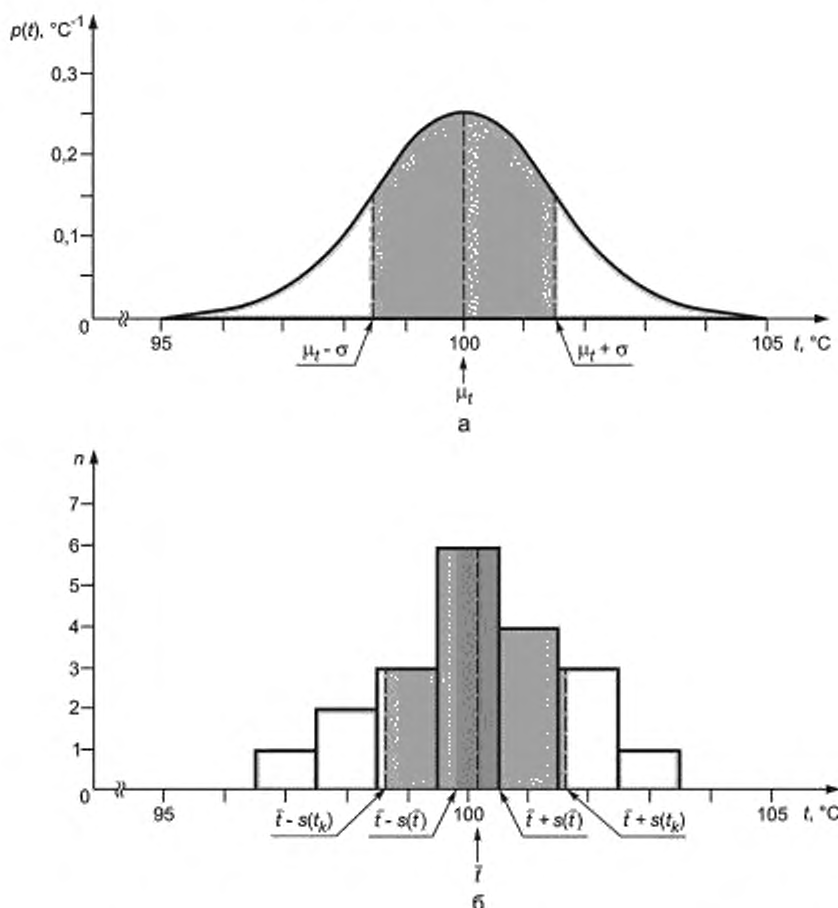 p(t), °C⁻¹
0,3
0,2
0,1
0
95
100
105
t, °C
μₜ - σ
μₜ + σ
μₜ
а
n
7
6
5
4
3
2
1
0
95
100
105
t, °C
t̄ - s(tₖ)
t̄ - s(t̄)
t̄ + s(t̄)
t̄ + s(tₖ)
t̄
б